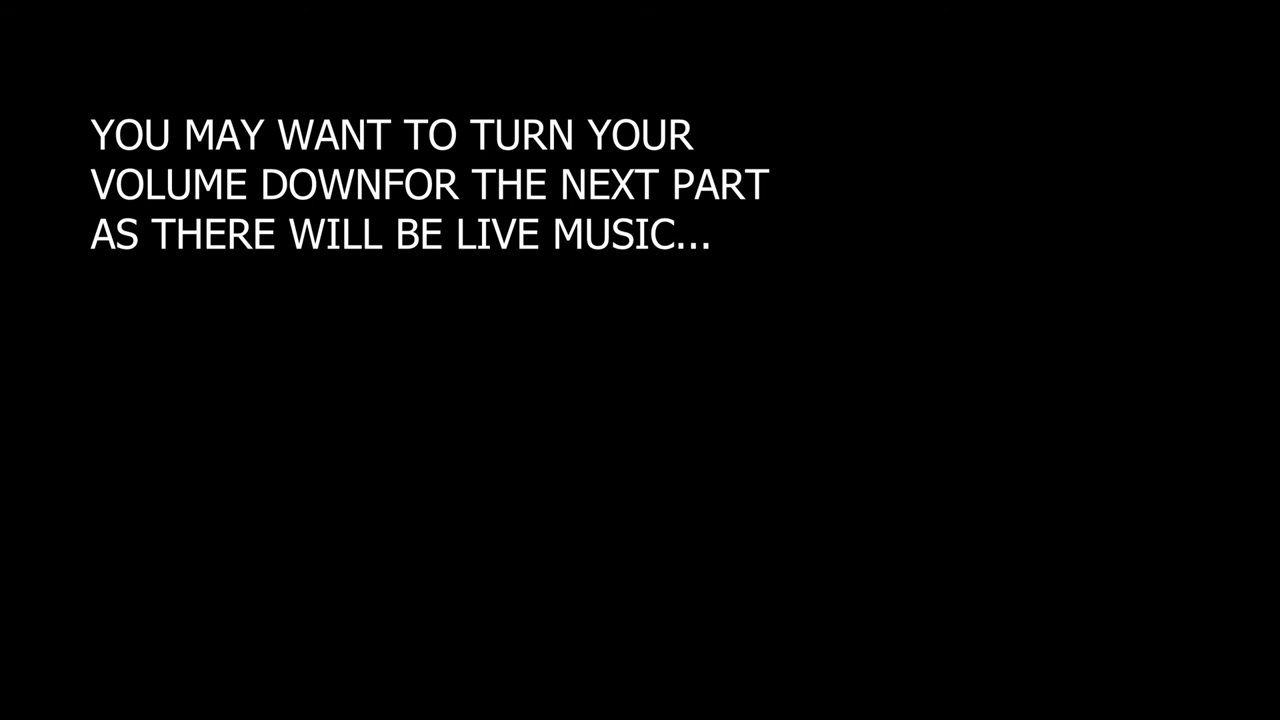 YOU MAY WANT TO TURN YOUR
VOLUME DOWNFOR THE NEXT PART
AS THERE WILL BE LIVE MUSIC...